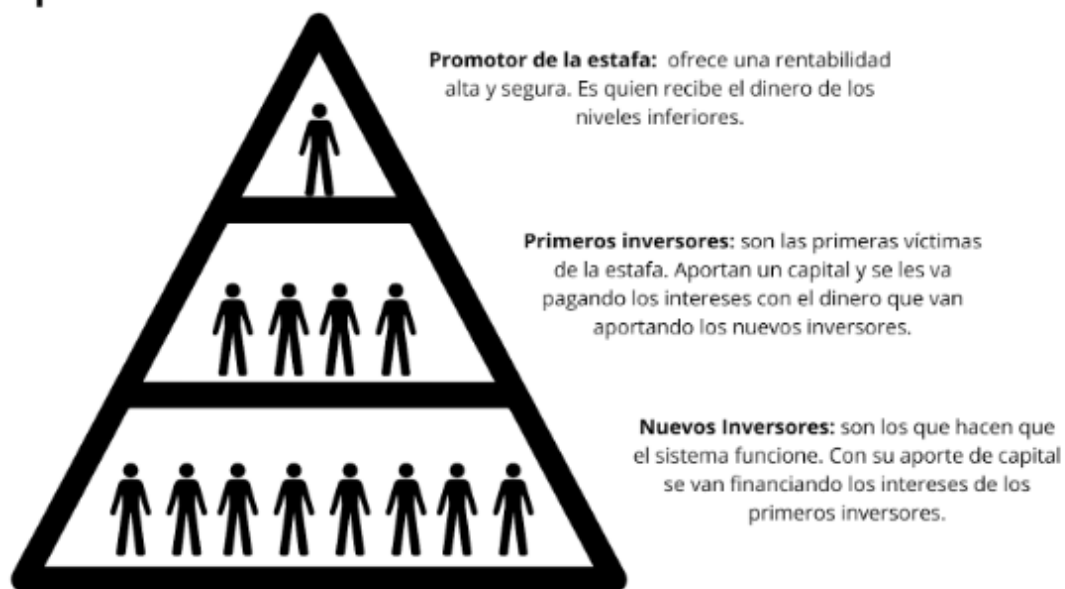 Promotor de la estafa: ofrece una rentabilidad
alta y segura. Es quien recibe el dinero de los
niveles inferiores.
Primeros inversores: son las primeras víctimas
de la estafa. Aportan un capital y se les va
pagando los intereses con el dinero que van
aportando los nuevos inversores.
Nuevos Inversores: son los que hacen que
el sistema funcione. Con su aporte de capital
se van financiando los intereses de los
primeros inversores.